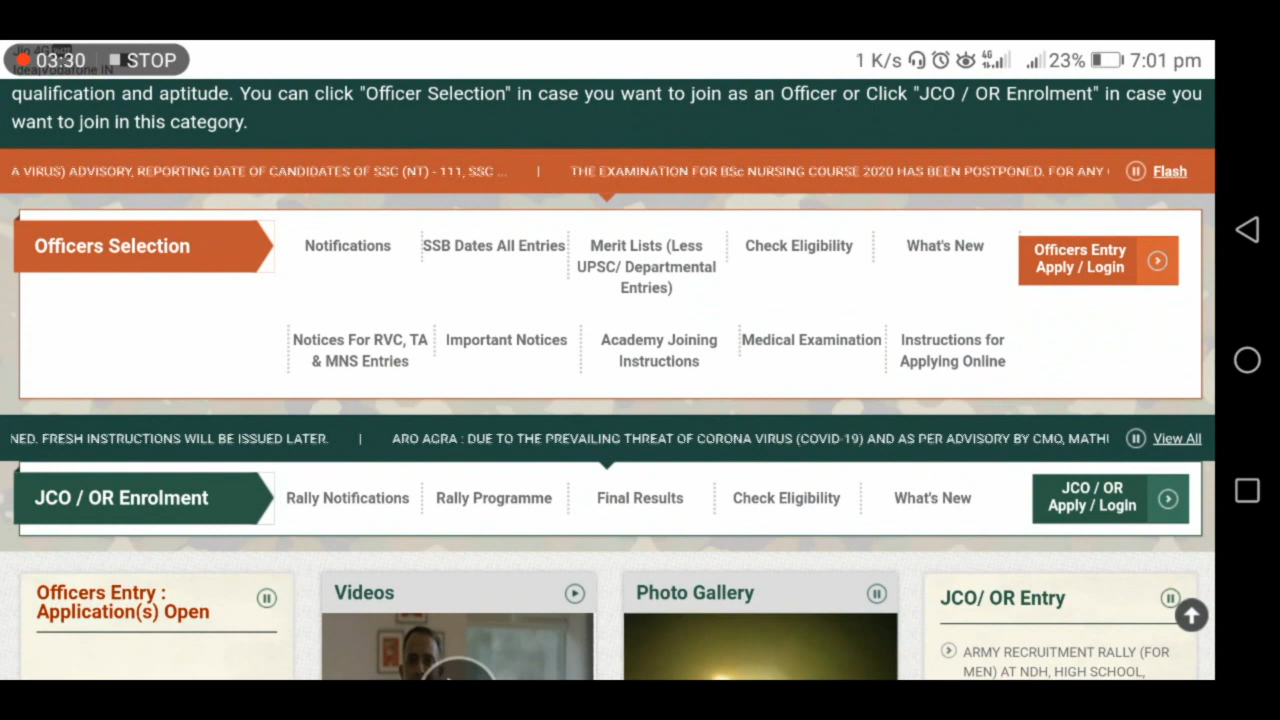 03:30 STOP
1 K/s 4G 23% 7:01 pm
qualification and aptitude. You can click "Officer Selection" in case you want to join as an Officer or Click "JCO / OR Enrolment" in case you
want to join in this category.
A VIRUS) ADVISORY, REPORTING DATE OF CANDIDATES OF SSC (NT) - 111, SSC ... | THE EXAMINATION FOR BSc NURSING COURSE 2020 HAS BEEN POSTPONED. FOR ANY Flash
Officers Selection
Notifications
SSB Dates All Entries
Merit Lists (Less
UPSC/ Departmental
Entries)
Check Eligibility
What's New
Officers Entry
Apply / Login
Notices For RVC, TA
& MNS Entries
Important Notices
Academy Joining
Instructions
Medical Examination
Instructions for
Applying Online
NED. FRESH INSTRUCTIONS WILL BE ISSUED LATER. | ARO AGRA : DUE TO THE PREVAILING THREAT OF CORONA VIRUS (COVID-19) AND AS PER ADVISORY BY CMO, View All
JCO / OR Enrolment
Rally Notifications
Rally Programme
Final Results
Check Eligibility
What's New
JCO / OR
Apply / Login
Officers Entry :
Application(s) Open
Videos
Photo Gallery
JCO/ OR Entry
ARMY RECRUITMENT RALLY (FOR
MEN) AT NDH, HIGH SCHOOL,